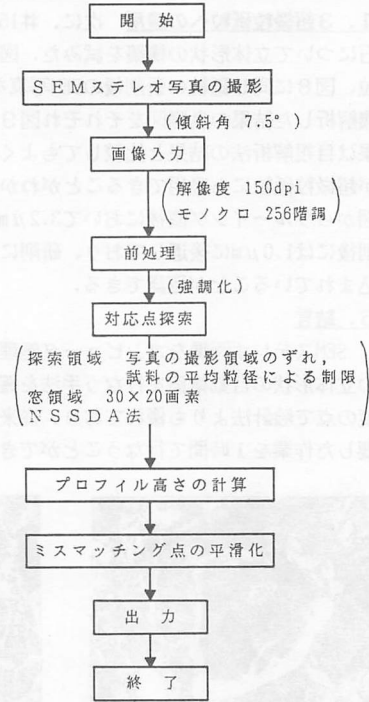 開 始
SEMステレオ写真の撮影
(傾斜角 7.5°)
画像入力
解像度 150dpi
モノクロ 256階調
前処理
(強調化)
対応点探索
探索領域 写真の撮影領域のずれ,
試料の平均粒径による制限
窓領域 30×20画素
NSSDA法
プロフィル高さの計算
ミスマッチング点の平滑化
出 力
終 了